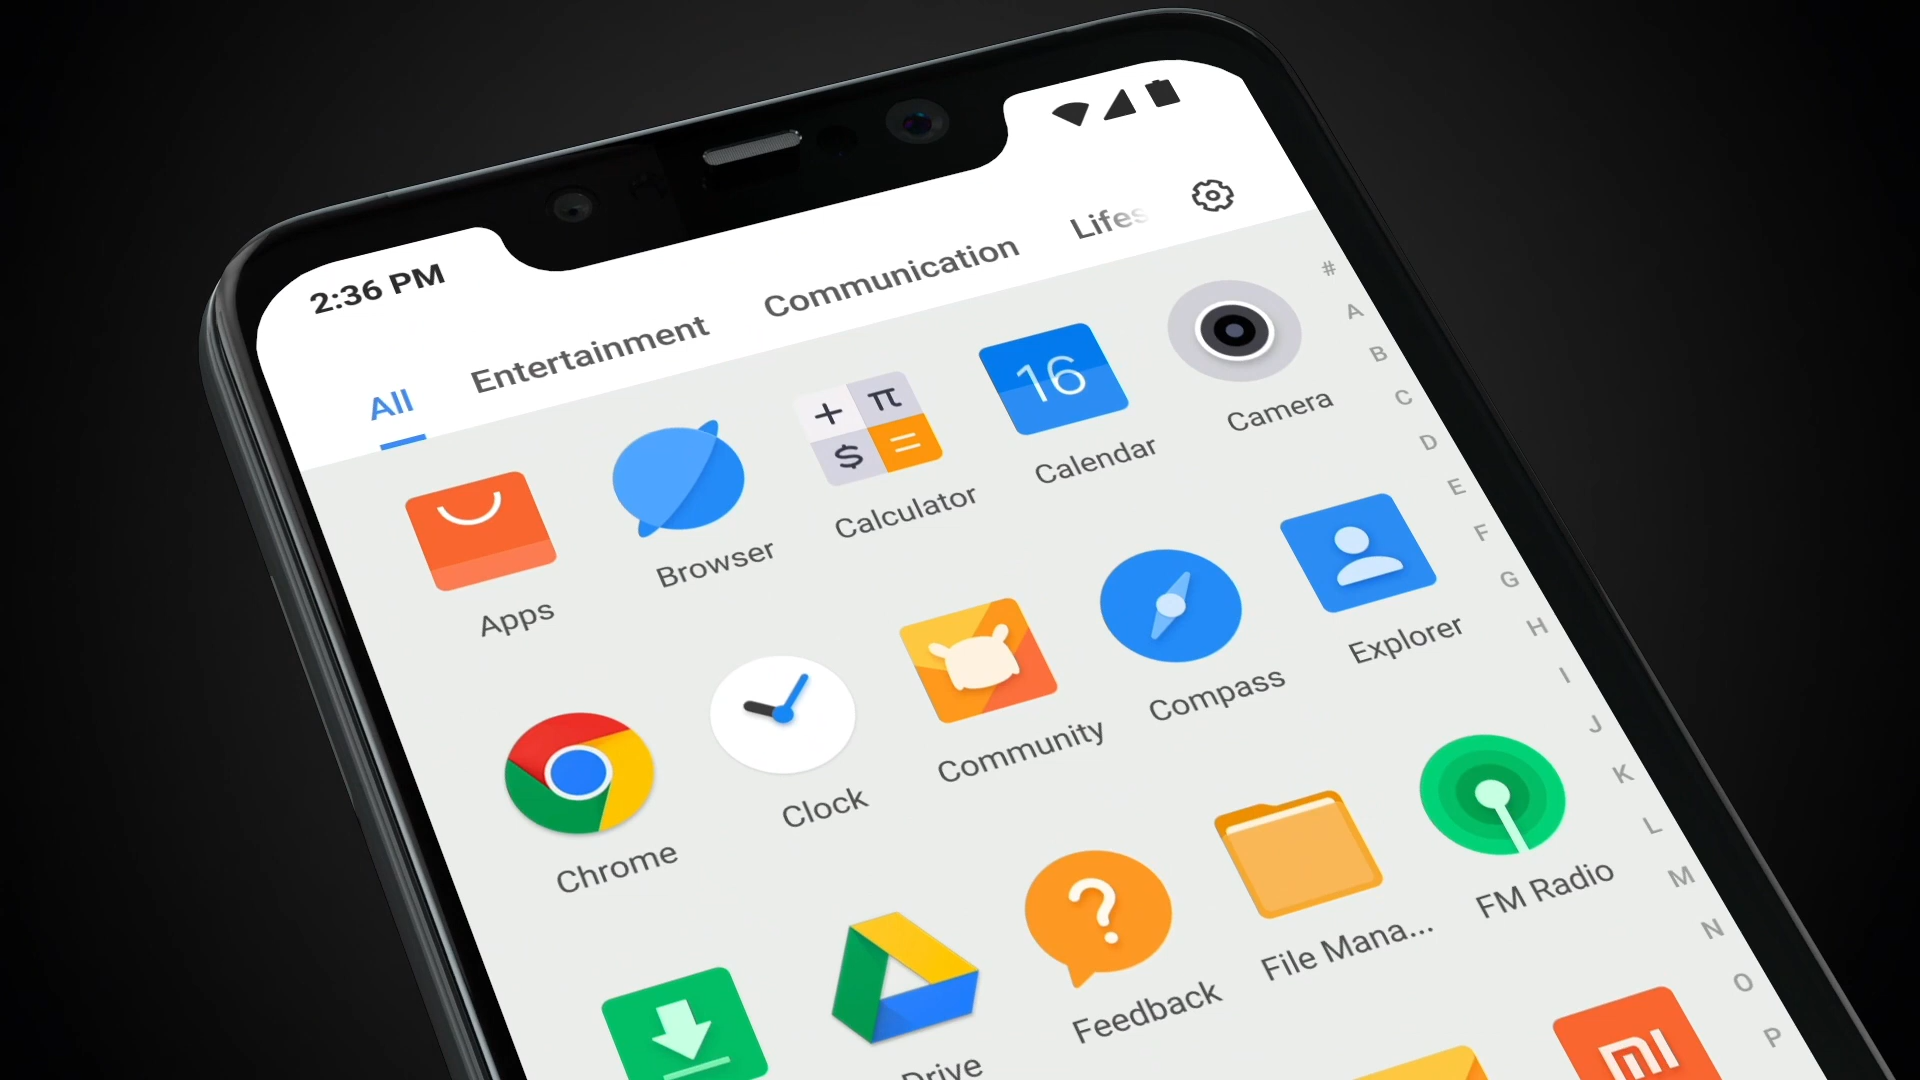 2:36 PM
All
Entertainment
Communication
Lifes
#
A
B
C
D
E
F
G
H
I
J
K
L
M
N
O
P
Apps
Browser
+ π
$ =
Calculator
16
Calendar
Camera
Chrome
Clock
Community
Compass
Explorer
Drive
?
Feedback
File Mana...
FM Radio
mi